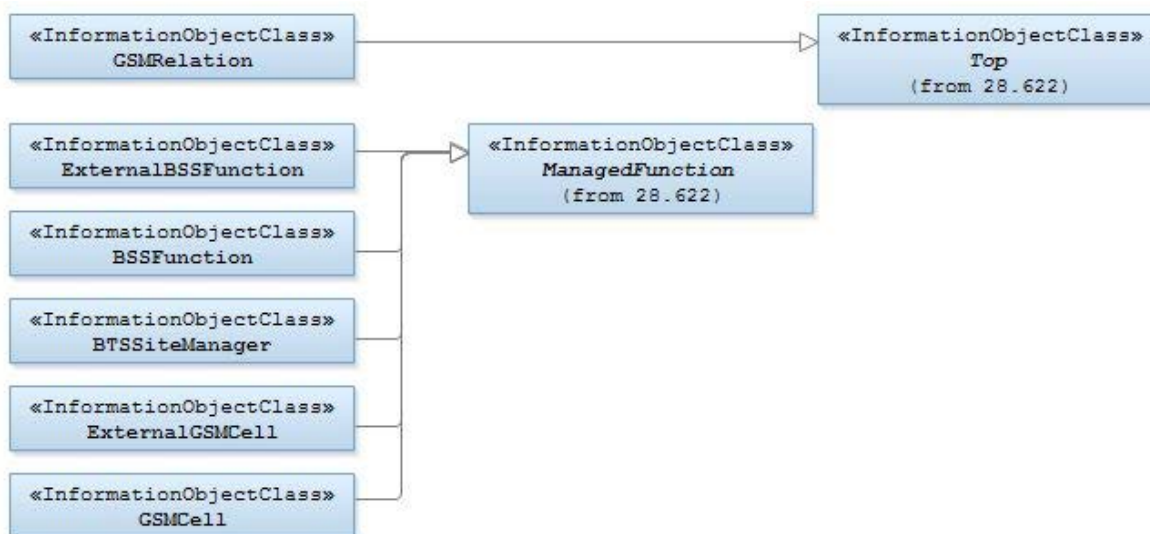 «InformationObjectClass»
GSMRelation
«InformationObjectClass»
Top
(from 28.622)
«InformationObjectClass»
ExternalBSSFunction
«InformationObjectClass»
ManagedFunction
(from 28.622)
«InformationObjectClass»
BSSFunction
«InformationObjectClass»
BTSSiteManager
«InformationObjectClass»
ExternalGSMCell
«InformationObjectClass»
GSMCell